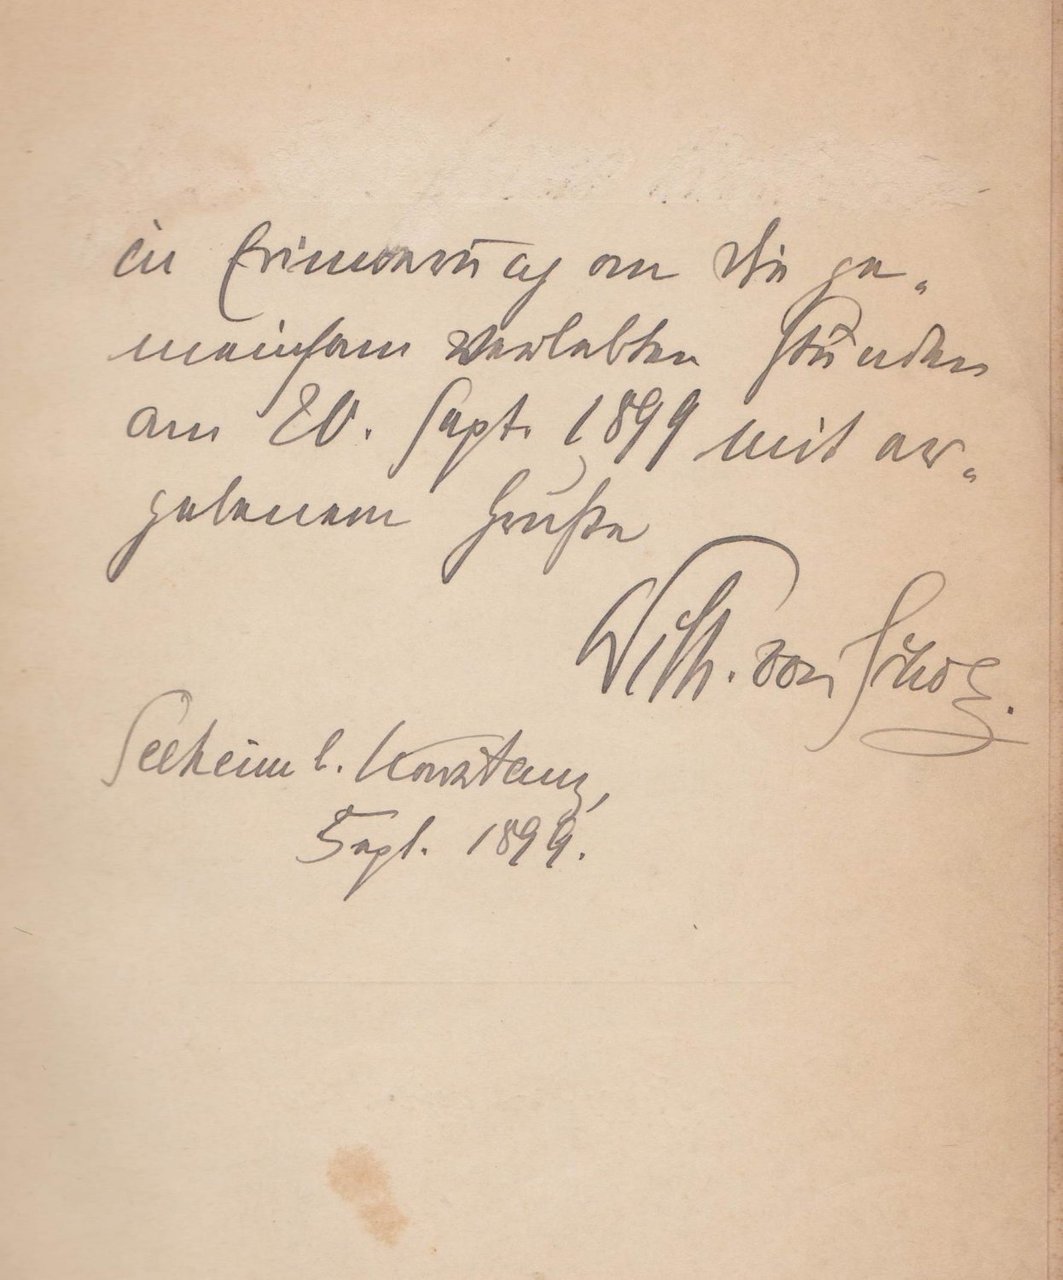 in Erinnerung an die ge-
meinsam verlebten Stunden
am 20. Sept. 1899 mit er-
gebenem Gruße
Wilh. von Scholz.
Seeheim b. Konstanz,
Sept. 1899.